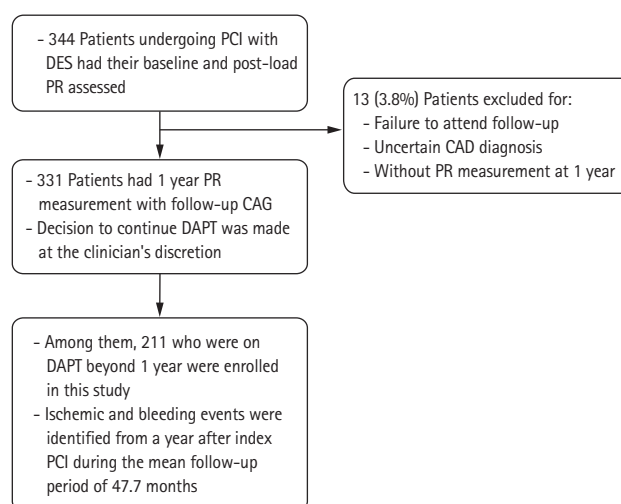 - 344 Patients undergoing PCI with
DES had their baseline and post-load
PR assessed
13 (3.8%) Patients excluded for:
- Failure to attend follow-up
- Uncertain CAD diagnosis
- Without PR measurement at 1 year
- 331 Patients had 1 year PR
measurement with follow-up CAG
- Decision to continue DAPT was made
at the clinician's discretion
- Among them, 211 who were on
DAPT beyond 1 year were enrolled
in this study
- Ischemic and bleeding events were
identified from a year after index
PCI during the mean follow-up
period of 47.7 months